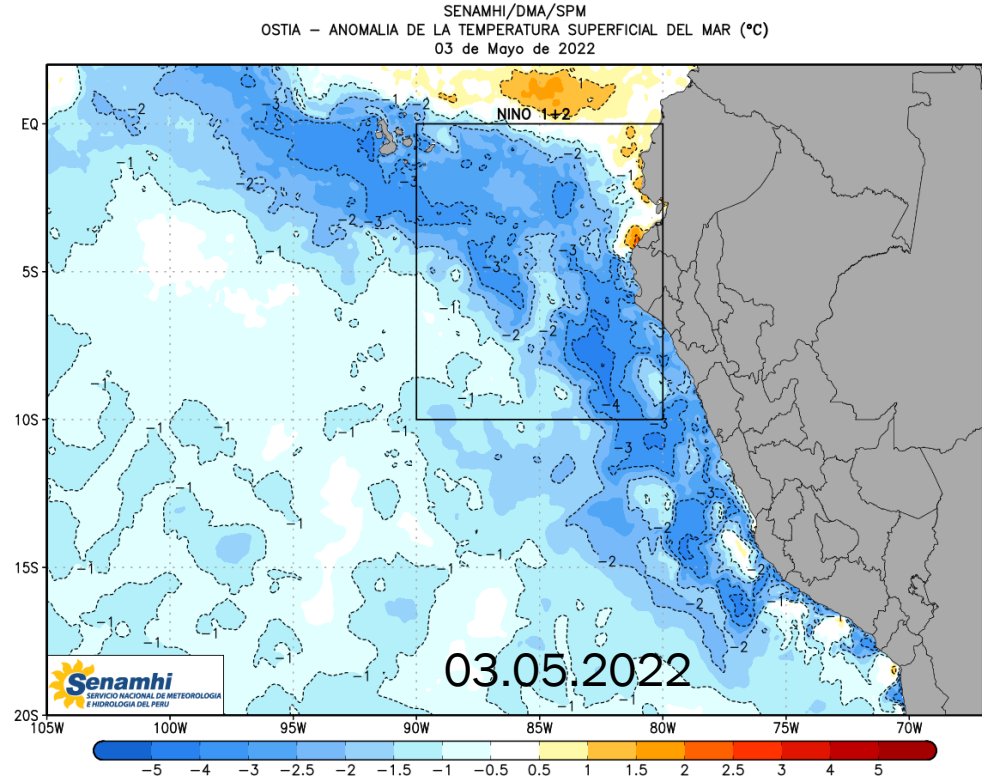 SENAMHI/DMA/SPM
OSTIA – ANOMALIA DE LA TEMPERATURA SUPERFICIAL DEL MAR (°C)
03 de Mayo de 2022
NINO 1+2
EQ
5S
10S
15S
20S
03.05.2022
Senamhi
SERVICIO NACIONAL DE METEOROLOGIA
E HIDROLOGIA DEL PERU
105W 100W 95W 90W 85W 80W 75W 70W
−5 −4 −3 −2.5 −2 −1.5 −1 −0.5 0.5 1 1.5 2 2.5 3 4 5